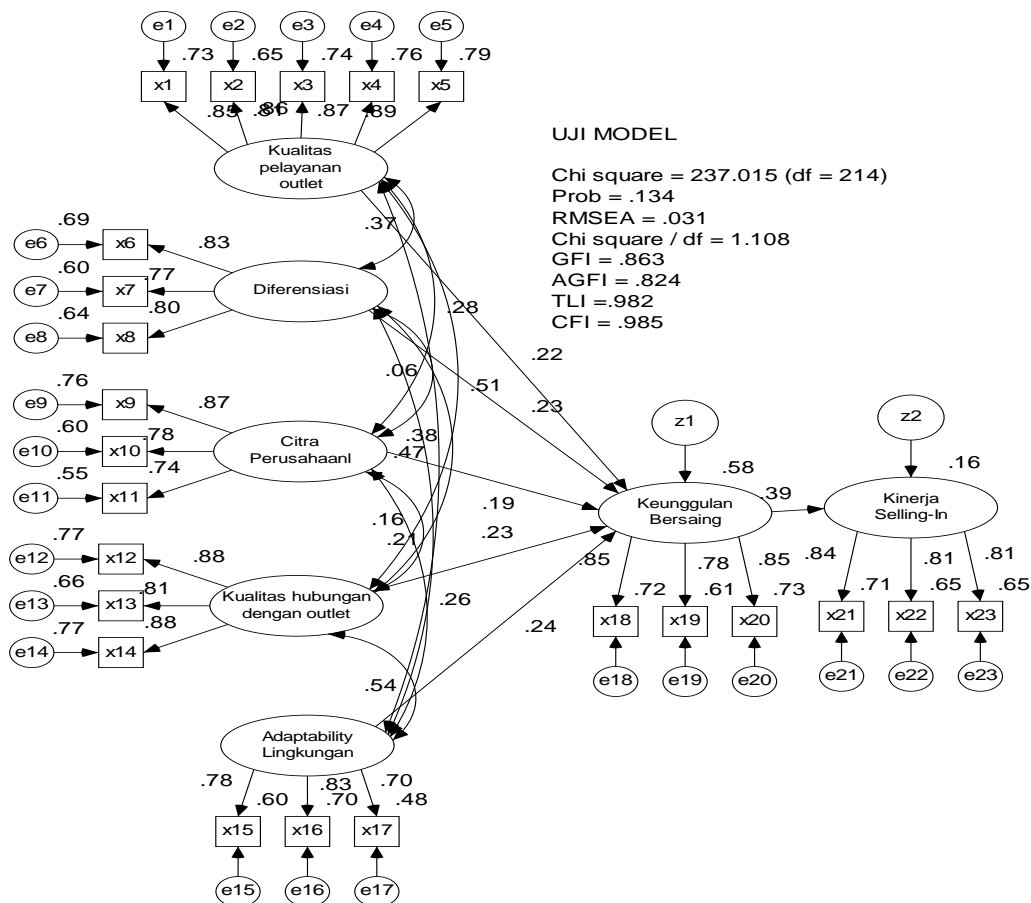 e1 e2 e3 e4 e5
.73 .65 .74 .76 .79
x1 x2 x3 x4 x5
.85 .81 .86 .87 .89
Kualitas
pelayanan
outlet
UJI MODEL
Chi square = 237.015 (df = 214)
Prob = .134
RMSEA = .031
Chi square / df = 1.108
GFI = .863
AGFI = .824
TLI =.982
CFI = .985
.37
.69
e6 x6 .83
.60
e7 x7 .77
Diferensiasi
.64
e8 x8 .80
.28
.22
.06
.51
.23
.76
e9 x9 .87
.60
e10 x10 .78
Citra
PerusahaanI
.55
e11 x11 .74
.38
.47
.19
z1
.58
Keunggulan
Bersaing
.39
z2
.16
Kinerja
Selling-In
.16
.21
.23
.77
e12 x12 .88
.66
e13 x13 .81
Kualitas hubungan
dengan outlet
.77
e14 x14 .88
.26
.24
.54
.85 .78 .85
.72 .61 .73
x18 x19 x20
e18 e19 e20
.84 .81 .81
.71 .65 .65
x21 x22 x23
e21 e22 e23
Adaptability
Lingkungan
.78 .83 .70
.60 .70 .48
x15 x16 x17
e15 e16 e17